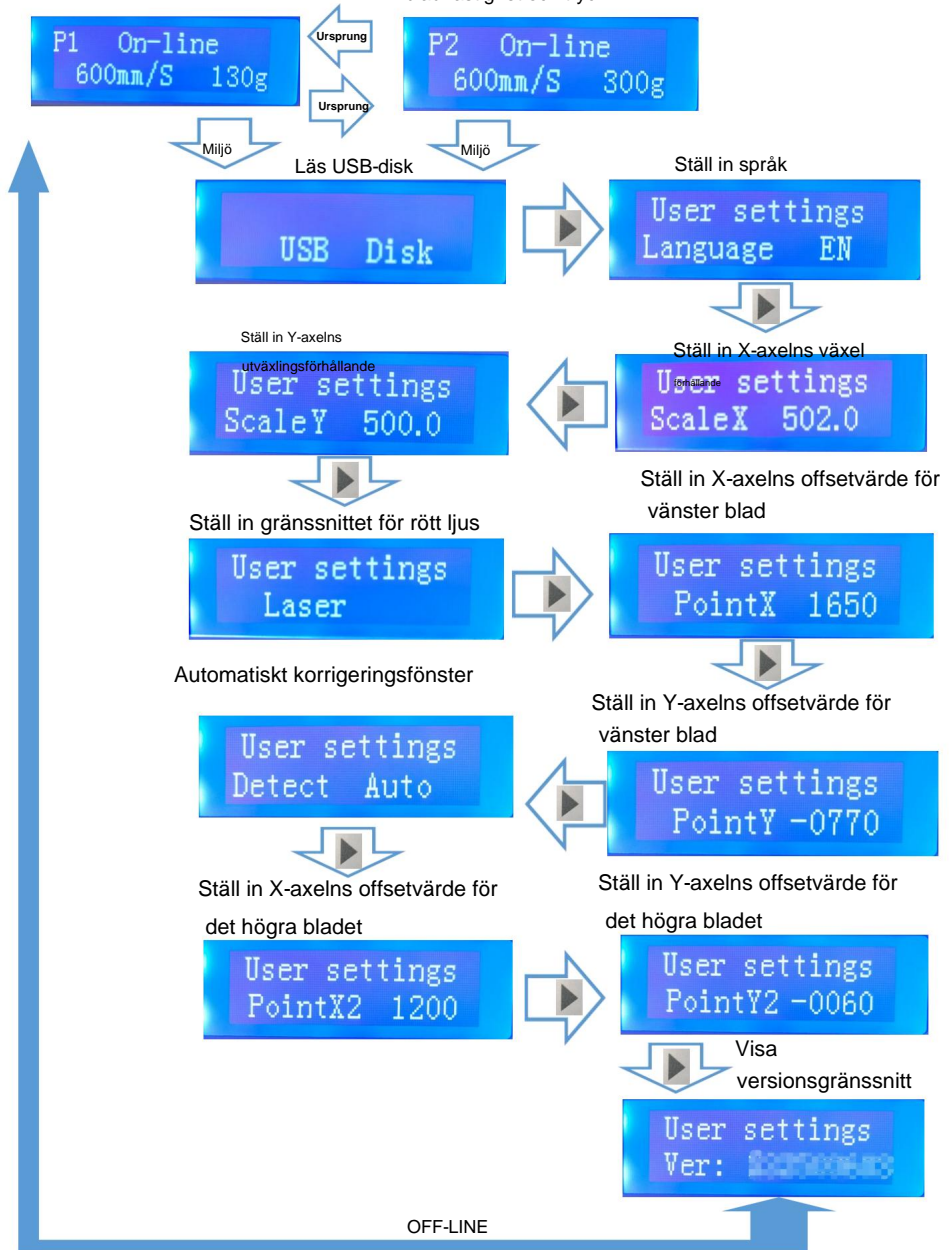 P1 On-line
600mm/S 130g
Ursprung
Ursprung
P2 On-line
600mm/S 300g
Miljö
Miljö
Läs USB-disk
USB Disk
Ställ in språk
User settings
Language EN
Ställ in X-axelns växel
förhållande
User settings
ScaleX 502.0
Ställ in Y-axelns
utväxlingsförhållande
User settings
ScaleY 500.0
Ställ in gränssnittet för rött ljus
User settings
Laser
Ställ in X-axelns offsetvärde för
vänster blad
User settings
PointX 1650
Ställ in Y-axelns offsetvärde för
vänster blad
User settings
PointY -0770
Automatiskt korrigeringsfönster
User settings
Detect Auto
Ställ in X-axelns offsetvärde för
det högra bladet
User settings
PointX2 1200
Ställ in Y-axelns offsetvärde för
det högra bladet
User settings
PointY2 -0060
Visa
versionsgränssnitt
User settings
Ver:
OFF-LINE